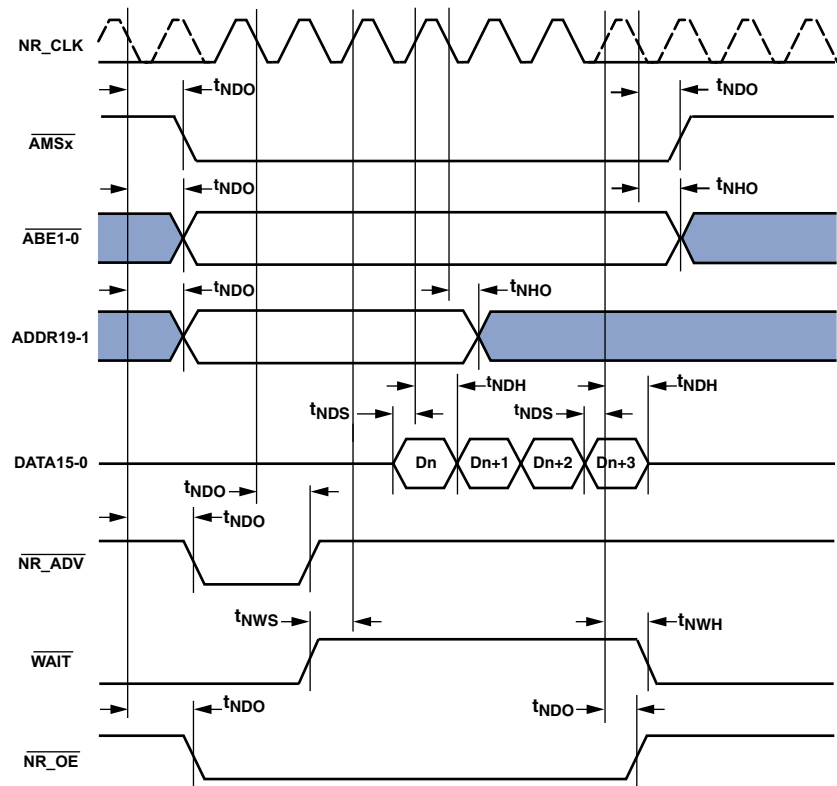 NR_CLK
tNDO
tNDO
AMSx
tNDO
tNHO
ABE1-0
tNDO
tNHO
ADDR19-1
tNDH
tNDH
tNDS
tNDS
DATA15-0
Dn
Dn+1
Dn+2
Dn+3
tNDO
tNDO
NR_ADV
tNWS
tNWH
WAIT
tNDO
tNDO
NR_OE